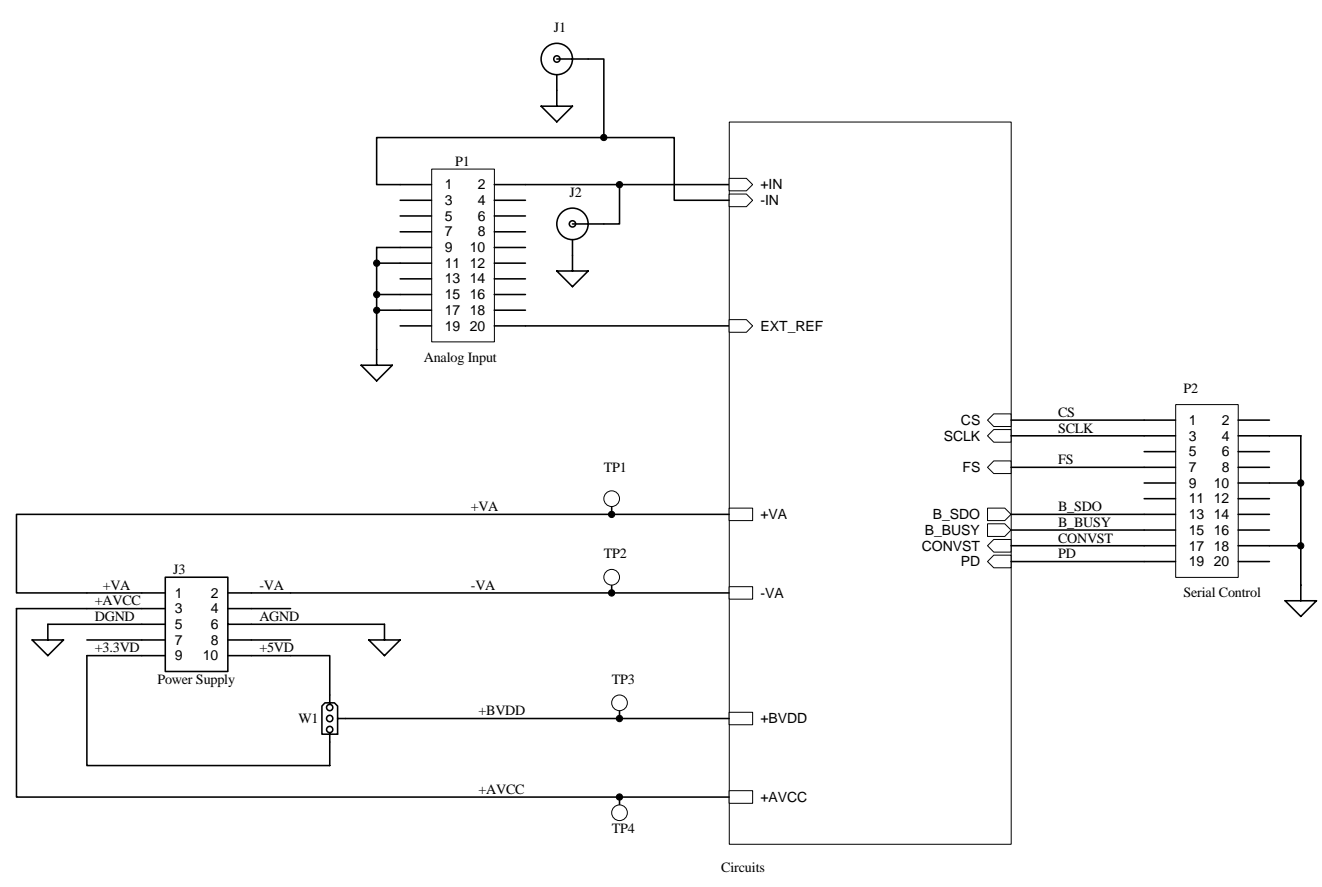 J1
P1
1 2
3 4
5 6
7 8
9 10
11 12
13 14
15 16
17 18
19 20
Analog Input
J2
+IN
-IN
EXT_REF
P2
CS CS 1 2
SCLK SCLK 3 4
5 6
FS FS 7 8
9 10
11 12
B_SDO B_SDO 13 14
B_BUSY B_BUSY 15 16
CONVST CONVST 17 18
PD PD 19 20
Serial Control
TP1
+VA +VA
TP2
J3
+VA 1 2 -VA -VA -VA
+AVCC 3 4
DGND 5 6 AGND
7 8
+3.3VD 9 10 +5VD
Power Supply
TP3
W1 +BVDD +BVDD
+AVCC +AVCC
TP4
Circuits